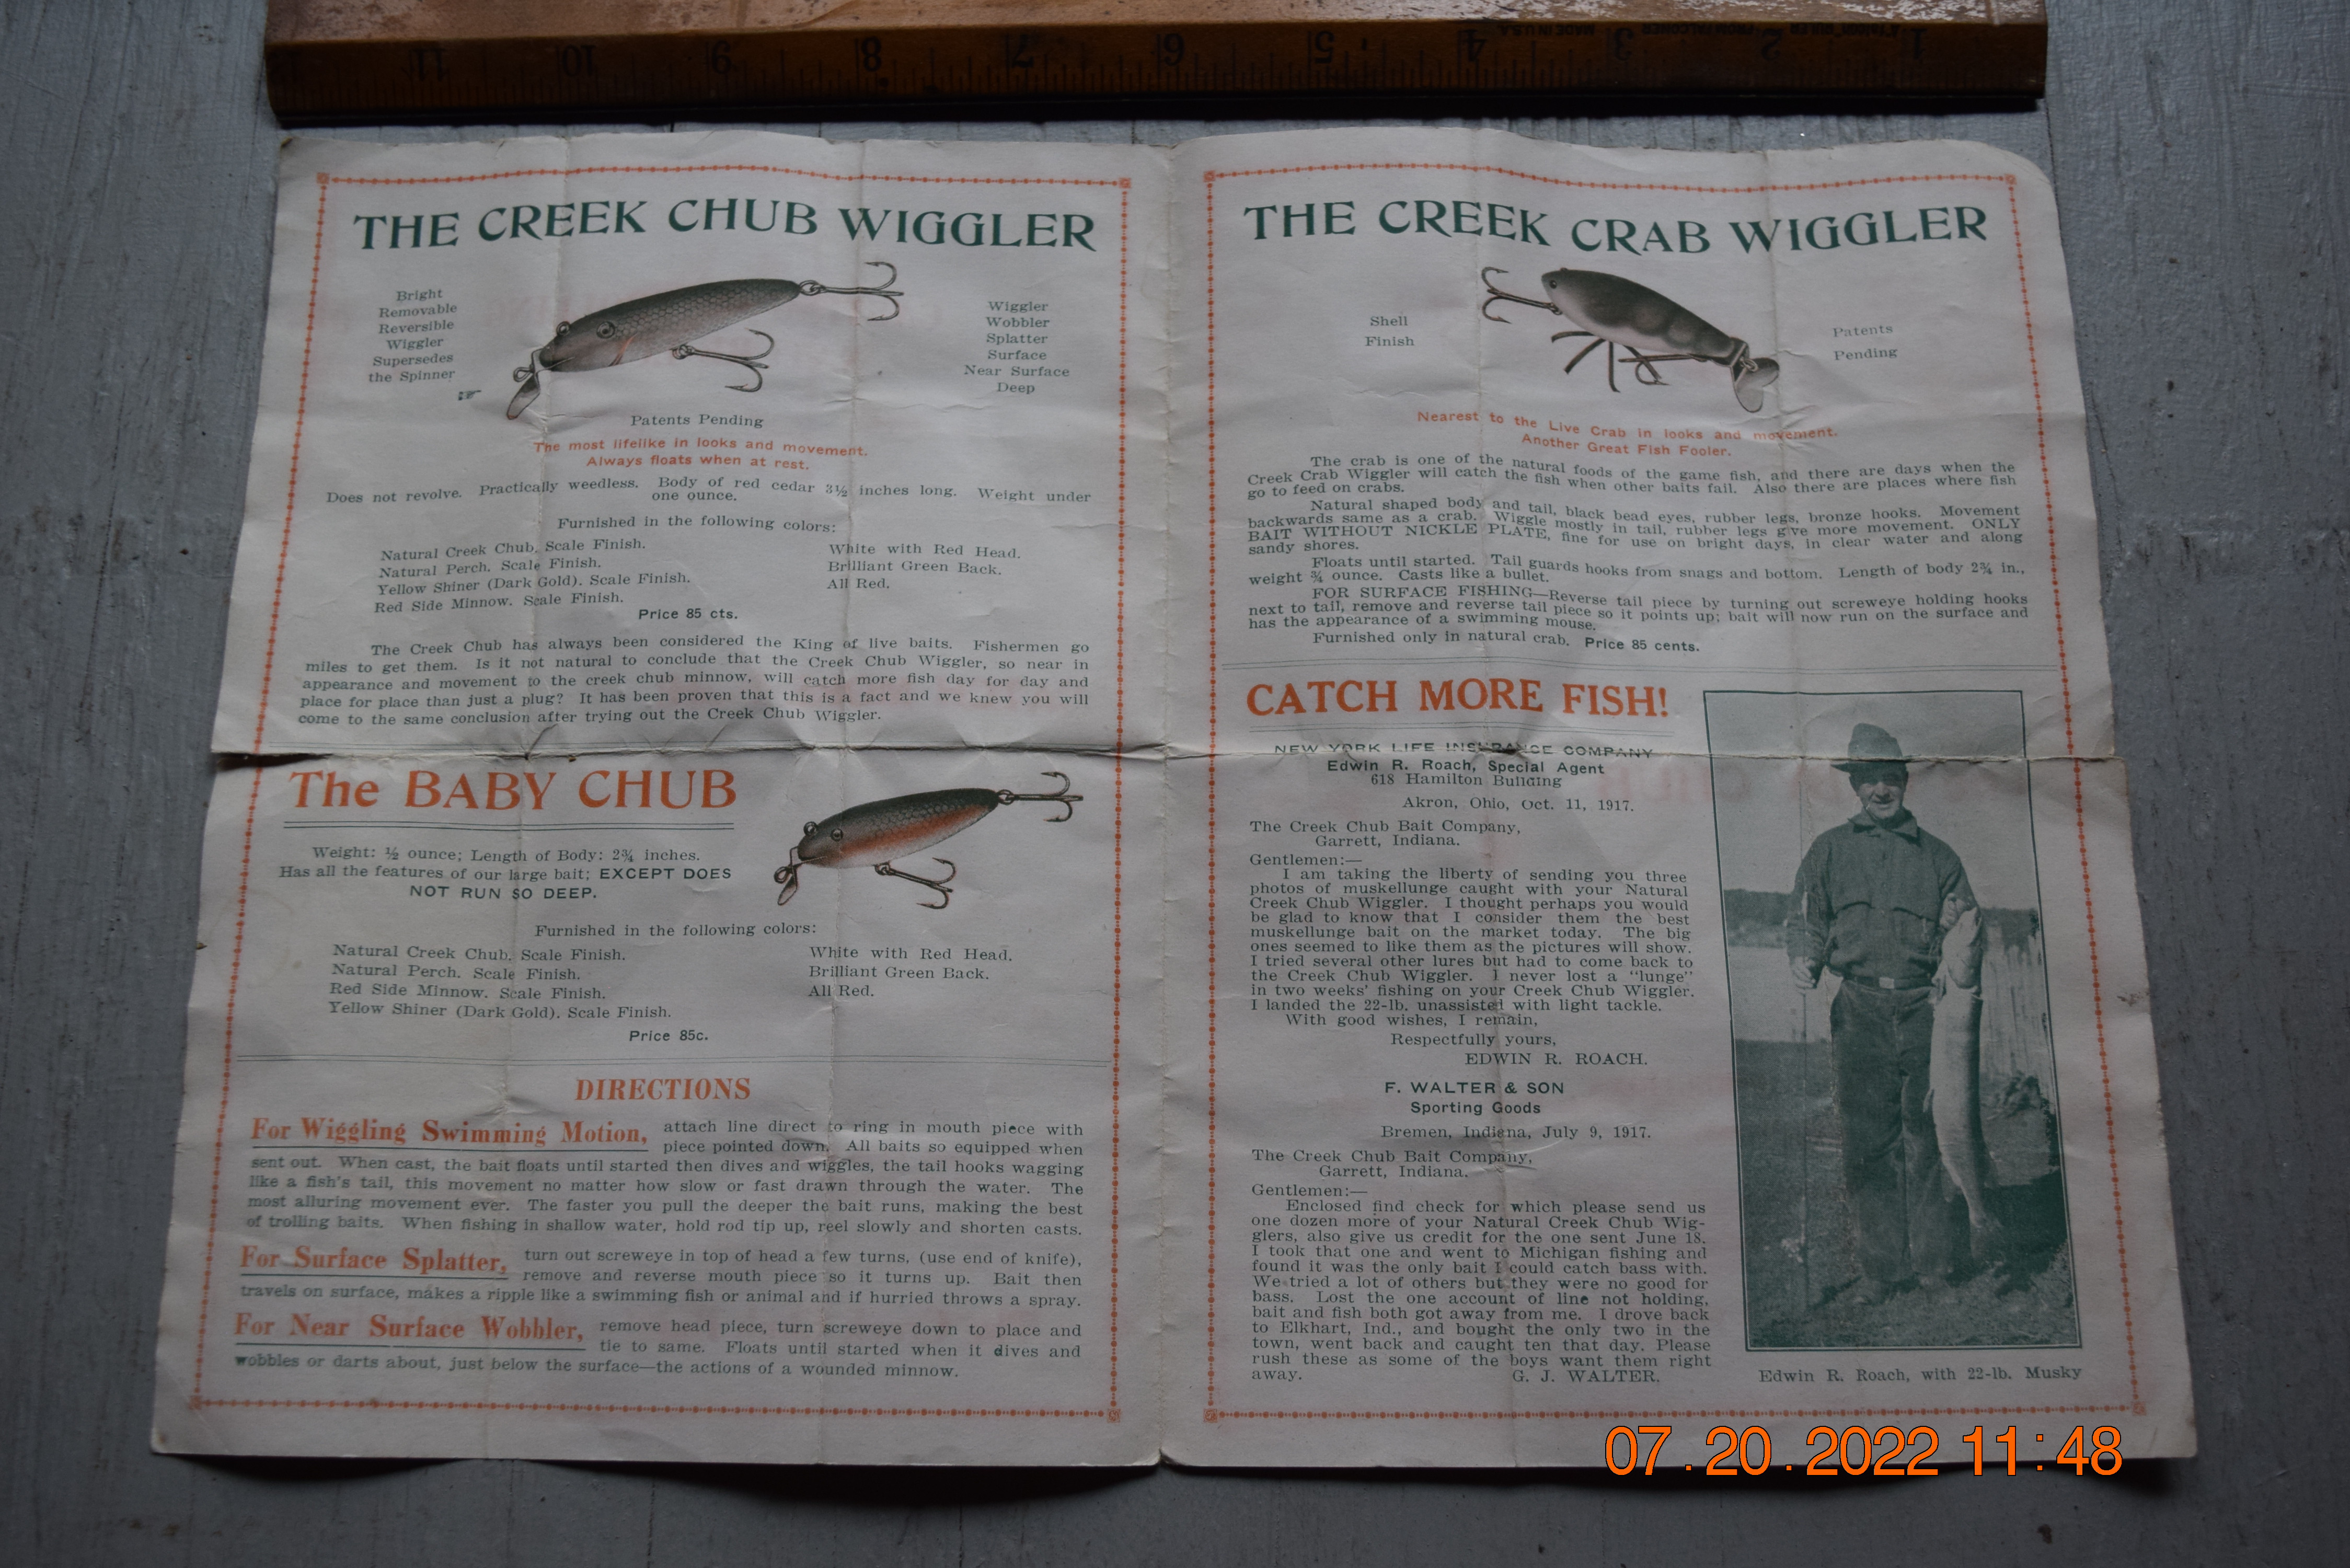 11 10 9 8 7 6 5 4 3 2 1
MADE IN U.S.A.
THE CREEK CHUB WIGGLER
Bright
Removable
Reversible
Wiggler
Supersedes
the Spinner
Wiggler
Wobbler
Splatter
Surface
Near Surface
Deep
Patents Pending
The most lifelike in looks and movement.
Always floats when at rest.
Does not revolve. Practically weedless. Body of red cedar 3½ inches long. Weight under
one ounce.
Furnished in the following colors:
Natural Creek Chub. Scale Finish.
Natural Perch. Scale Finish.
Yellow Shiner (Dark Gold). Scale Finish.
Red Side Minnow. Scale Finish.
White with Red Head.
Brilliant Green Back.
All Red.
Price 85 cts.
The Creek Chub has always been considered the King of live baits. Fishermen go
miles to get them. Is it not natural to conclude that the Creek Chub Wiggler, so near in
appearance and movement to the creek chub minnow, will catch more fish day for day and
place for place than just a plug? It has been proven that this is a fact and we knew you will
come to the same conclusion after trying out the Creek Chub Wiggler.
The BABY CHUB
Weight: ½ ounce; Length of Body: 2¾ inches.
Has all the features of our large bait; EXCEPT DOES
NOT RUN SO DEEP.
Furnished in the following colors:
Natural Creek Chub. Scale Finish.
Natural Perch. Scale Finish.
Red Side Minnow. Scale Finish.
Yellow Shiner (Dark Gold). Scale Finish.
White with Red Head.
Brilliant Green Back.
All Red.
Price 85c.
DIRECTIONS
For Wiggling Swimming Motion, attach line direct to ring in mouth piece with
piece pointed down. All baits so equipped when
sent out. When cast, the bait floats until started then dives and wiggles, the tail hooks wagging
like a fish's tail, this movement no matter how slow or fast drawn through the water. The
most alluring movement ever. The faster you pull the deeper the bait runs, making the best
of trolling baits. When fishing in shallow water, hold rod tip up, reel slowly and shorten casts.
For Surface Splatter, turn out screweye in top of head a few turns, (use end of knife),
remove and reverse mouth piece so it turns up. Bait then
travels on surface, makes a ripple like a swimming fish or animal and if hurried throws a spray.
For Near Surface Wobbler, remove head piece, turn screweye down to place and
tie to same. Floats until started when it dives and
wobbles or darts about, just below the surface—the actions of a wounded minnow.
THE CREEK CRAB WIGGLER
Shell
Finish
Patents
Pending
Nearest to the Live Crab in looks and movement.
Another Great Fish Fooler.
The crab is one of the natural foods of the game fish, and there are days when the
Creek Crab Wiggler will catch the fish when other baits fail. Also there are places where fish
go to feed on crabs.
Natural shaped body and tail, black bead eyes, rubber legs, bronze hooks. Movement
backwards same as a crab. Wiggle mostly in tail, rubber legs give more movement. ONLY
BAIT WITHOUT NICKLE PLATE, fine for use on bright days, in clear water and along
sandy shores.
Floats until started. Tail guards hooks from snags and bottom. Length of body 2¾ in.,
weight ¾ ounce. Casts like a bullet.
FOR SURFACE FISHING—Reverse tail piece by turning out screweye holding hooks
next to tail, remove and reverse tail piece so it points up; bait will now run on the surface and
has the appearance of a swimming mouse.
Furnished only in natural crab. Price 85 cents.
CATCH MORE FISH!
NEW YORK LIFE INSURANCE COMPANY
Edwin R. Roach, Special Agent
618 Hamilton Building
Akron, Ohio, Oct. 11, 1917.
The Creek Chub Bait Company,
Garrett, Indiana.
Gentlemen:—
I am taking the liberty of sending you three
photos of muskellunge caught with your Natural
Creek Chub Wiggler. I thought perhaps you would
be glad to know that I consider them the best
muskellunge bait on the market today. The big
ones seemed to like them as the pictures will show.
I tried several other lures but had to come back to
the Creek Chub Wiggler. I never lost a "lunge"
in two weeks' fishing on your Creek Chub Wiggler.
I landed the 22-lb. unassisted with light tackle.
With good wishes, I remain,
Respectfully yours,
EDWIN R. ROACH.
F. WALTER & SON
Sporting Goods
Bremen, Indiana, July 9, 1917.
The Creek Chub Bait Company,
Garrett, Indiana.
Gentlemen:—
Enclosed find check for which please send us
one dozen more of your Natural Creek Chub Wig-
glers, also give us credit for the one sent June 18.
I took that one and went to Michigan fishing and
found it was the only bait I could catch bass with.
We tried a lot of others but they were no good for
bass. Lost the one account of line not holding,
bait and fish both got away from me. I drove back
to Elkhart, Ind., and bought the only two in the
town, went back and caught ten that day. Please
rush these as some of the boys want them right
away. G. J. WALTER.
Edwin R. Roach, with 22-lb. Musky
07.20.2022 11:48